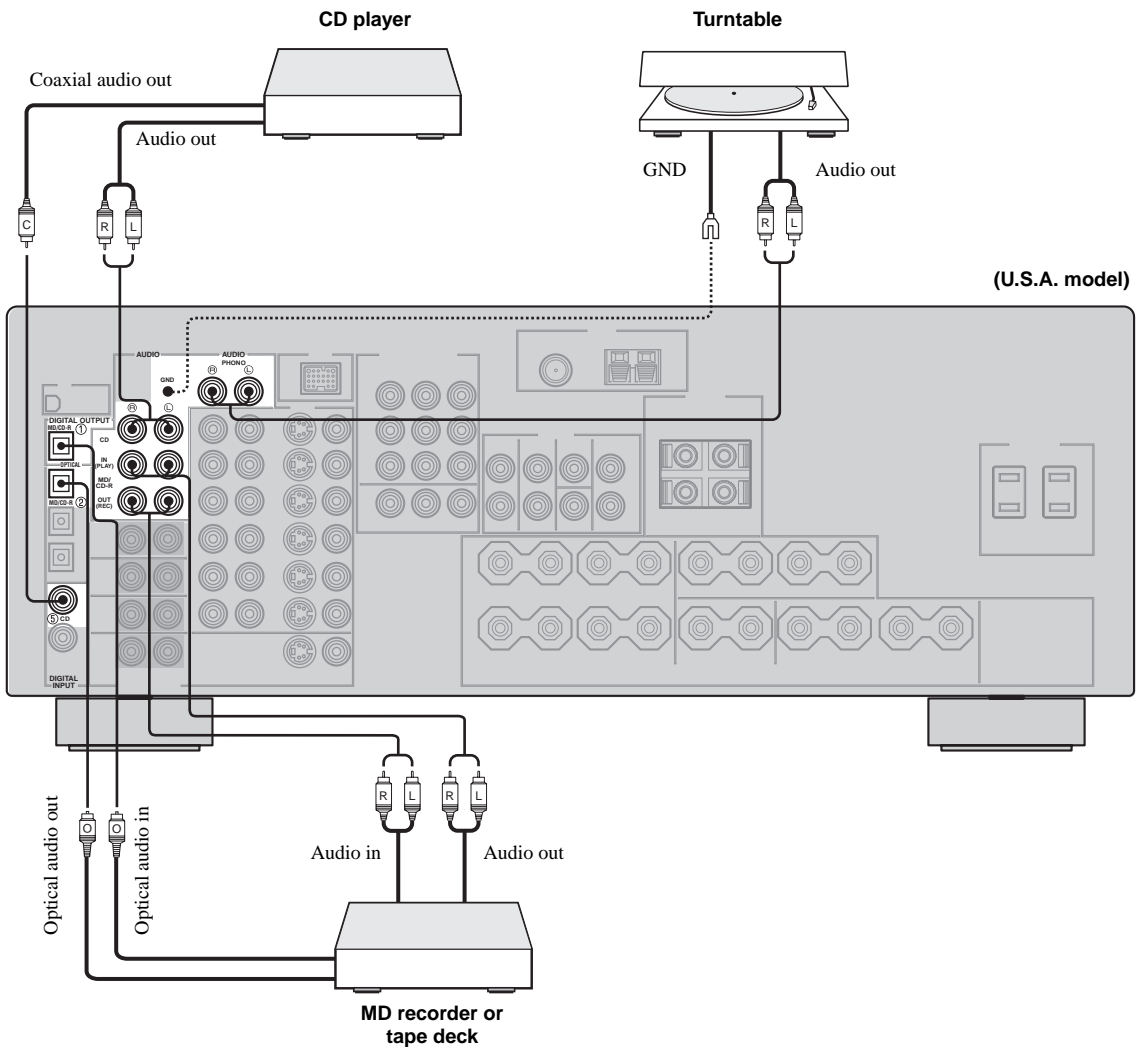 CD player
Turntable
Coaxial audio out
Audio out
GND
Audio out
C
R
L
R
L
(U.S.A. model)
AUDIO
AUDIO
PHONO
GND
R
L
R
L
DIGITAL OUTPUT
MD/CD-R
①
CD
IN
(PLAY)
OPTICAL
MD/
CD-R
MD/CD-R
②
OUT
(REC)
⑤ CD
DIGITAL
INPUT
R
L
R
L
O
O
Optical audio out
Optical audio in
Audio in
Audio out
MD recorder or
tape deck